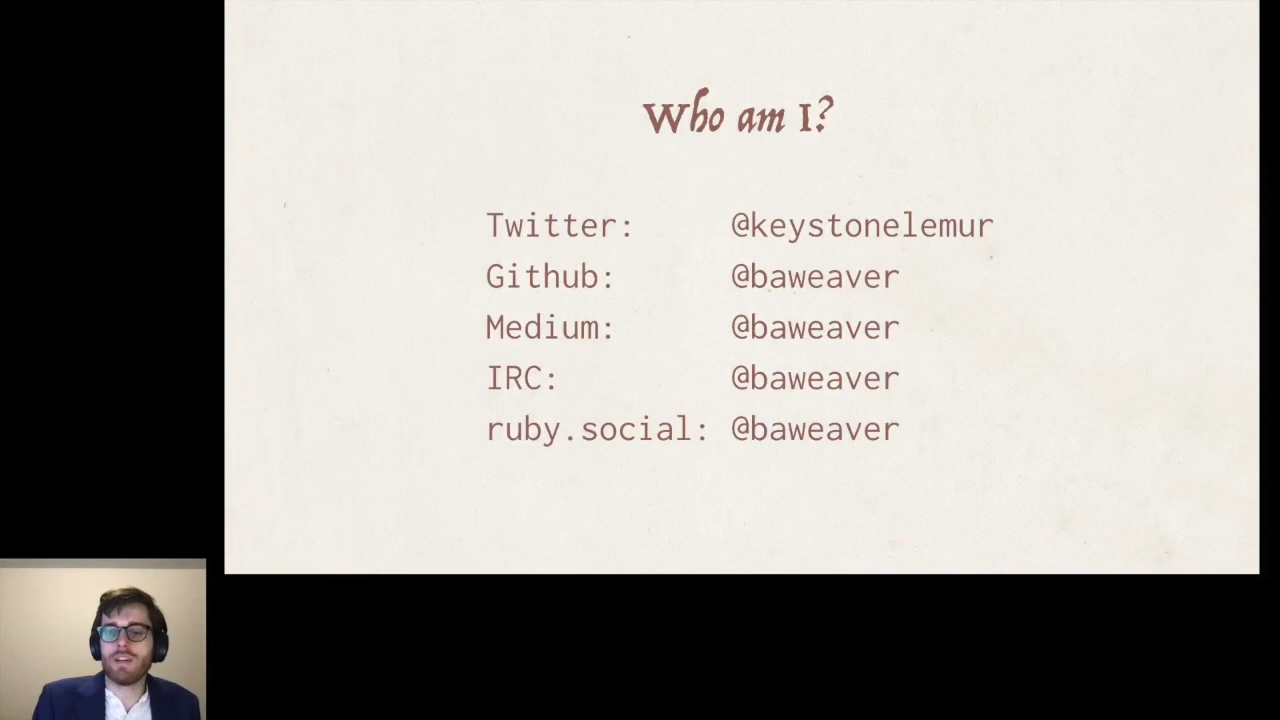 Who am I?
Twitter: @keystonelemur
Github: @baweaver
Medium: @baweaver
IRC: @baweaver
ruby.social: @baweaver